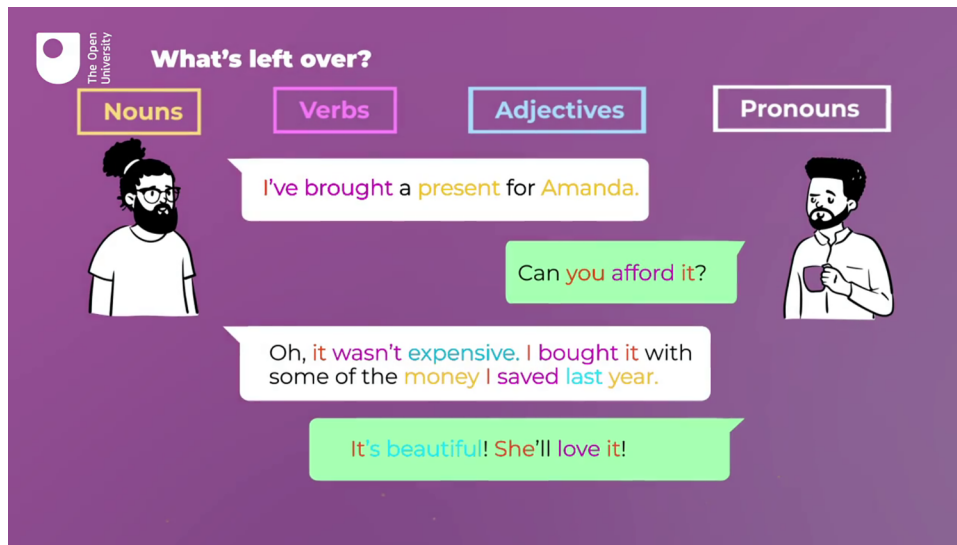 The Open
University
What's left over?
Nouns
Verbs
Adjectives
Pronouns
I've brought a present for Amanda.
Can you afford it?
Oh, it wasn't expensive. I bought it with
some of the money I saved last year.
It's beautiful! She'll love it!